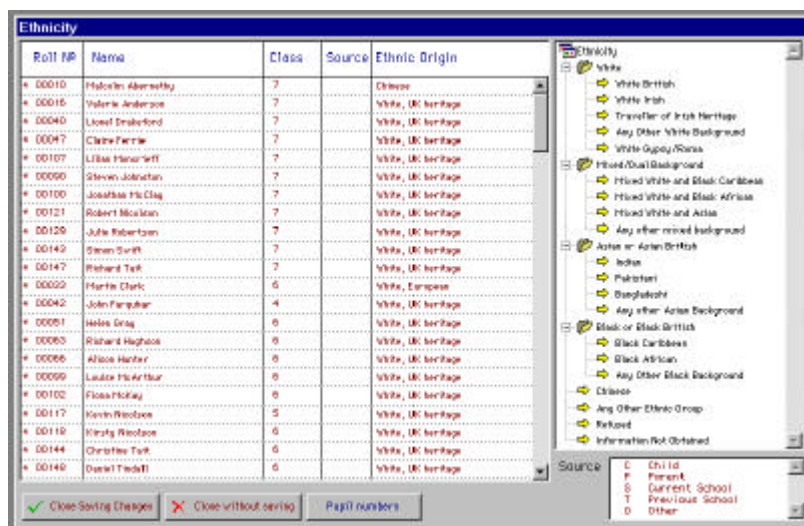 Ethnicity
Roll Nº Name Class Source Ethnic Origin
* 00010 Malcolm Abernethy 7 Chinese
* 00016 Valerie Anderson 7 White, UK heritage
* 00040 Lionel Drakeford 7 White, UK heritage
* 00047 Claire Ferrie 7 White, UK heritage
* 00107 Lilias 7 White, UK heritage
* 00090 Steven Johnston 7 White, UK heritage
* 00100 Jonathan McClay 7 White, UK heritage
* 00121 Robert Nicolson 7 White, UK heritage
* 00129 Julie Robertson 7 White, UK heritage
* 00143 Simon Swift 7 White, UK heritage
* 00147 Richard Tait 7 White, UK heritage
* 00022 Martin Clark 6 White, European
* 00042 John Farquhar 4 White, UK heritage
* 00051 Helen Gray 6 White, UK heritage
* 00063 Richard Hughson 6 White, UK heritage
* 00066 Alison Hunter 6 White, UK heritage
* 00099 Louise McArthur 6 White, UK heritage
* 00102 Fiona McKay 6 White, UK heritage
* 00117 Kevin Nicolson 5 White, UK heritage
* 00118 Kirsty Nicolson 6 White, UK heritage
* 00144 Christine Tait 6 White, UK heritage
* 00148 Daniel Tindall 6 White, UK heritage
Close Saving Changes Close without saving Pupil numbers
Ethnicity
White
White British
White Irish
Traveller of Irish Heritage
Any Other White Background
White Gypsy/Roma
Mixed/Dual Background
Mixed White and Black Caribbean
Mixed White and Black African
Mixed White and Asian
Any other mixed background
Asian or Asian British
Indian
Pakistani
Bangladeshi
Any other Asian Background
Black or Black British
Black Caribbean
Black African
Any Other Black Background
Chinese
Any Other Ethnic Group
Refused
Information Not Obtained
Source
C Child
P Parent
S Current School
T Previous School
O Other